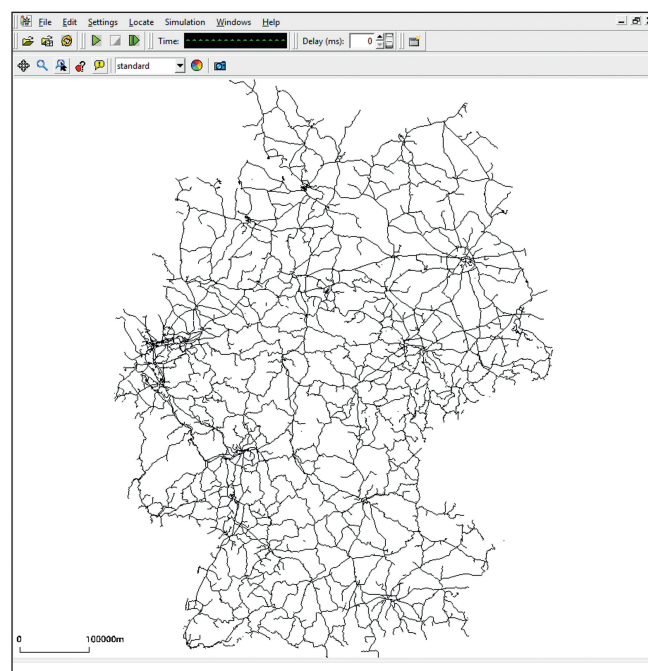 File Edit Settings Locate Simulation Windows Help
Time: Delay (ms): 0
standard
0 100000m